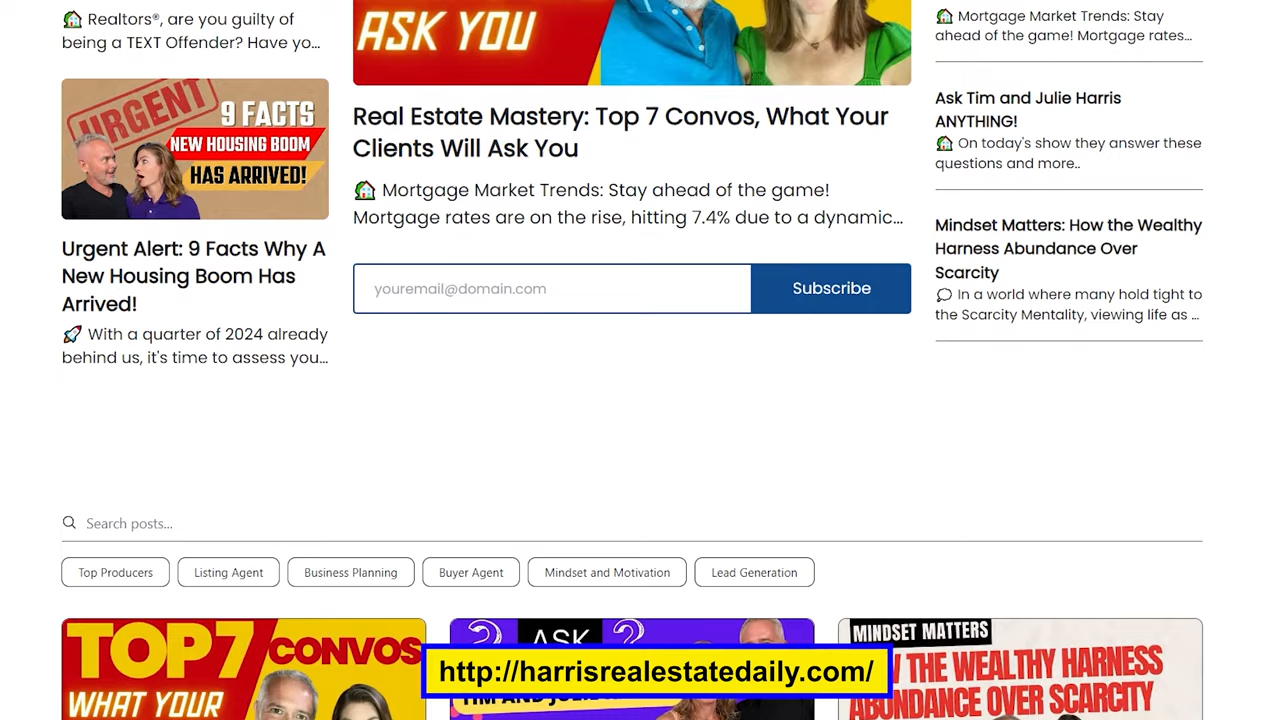 Realtors®, are you guilty of
being a TEXT Offender? Have yo...
URGENT
9 FACTS
NEW HOUSING BOOM
HAS ARRIVED!
Urgent Alert: 9 Facts Why A
New Housing Boom Has
Arrived!
🚀 With a quarter of 2024 already
behind us, it's time to assess you...
ASK YOU
Real Estate Mastery: Top 7 Convos, What Your
Clients Will Ask You
🏠 Mortgage Market Trends: Stay ahead of the game!
Mortgage rates are on the rise, hitting 7.4% due to a dynamic...
youremail@domain.com
Subscribe
🏠 Mortgage Market Trends: Stay
ahead of the game! Mortgage rates...
Ask Tim and Julie Harris
ANYTHING!
🏠 On today's show they answer these
questions and more..
Mindset Matters: How the Wealthy
Harness Abundance Over
Scarcity
💭 In a world where many hold tight to
the Scarcity Mentality, viewing life as ...
Search posts...
Top Producers
Listing Agent
Business Planning
Buyer Agent
Mindset and Motivation
Lead Generation
TOP 7 CONVOS
WHAT YOUR
? ASK ?
TIM AND
MINDSET MATTERS
THE WEALTHY HARNESS
OVER SCARCITY
http://harrisrealestatedaily.com/